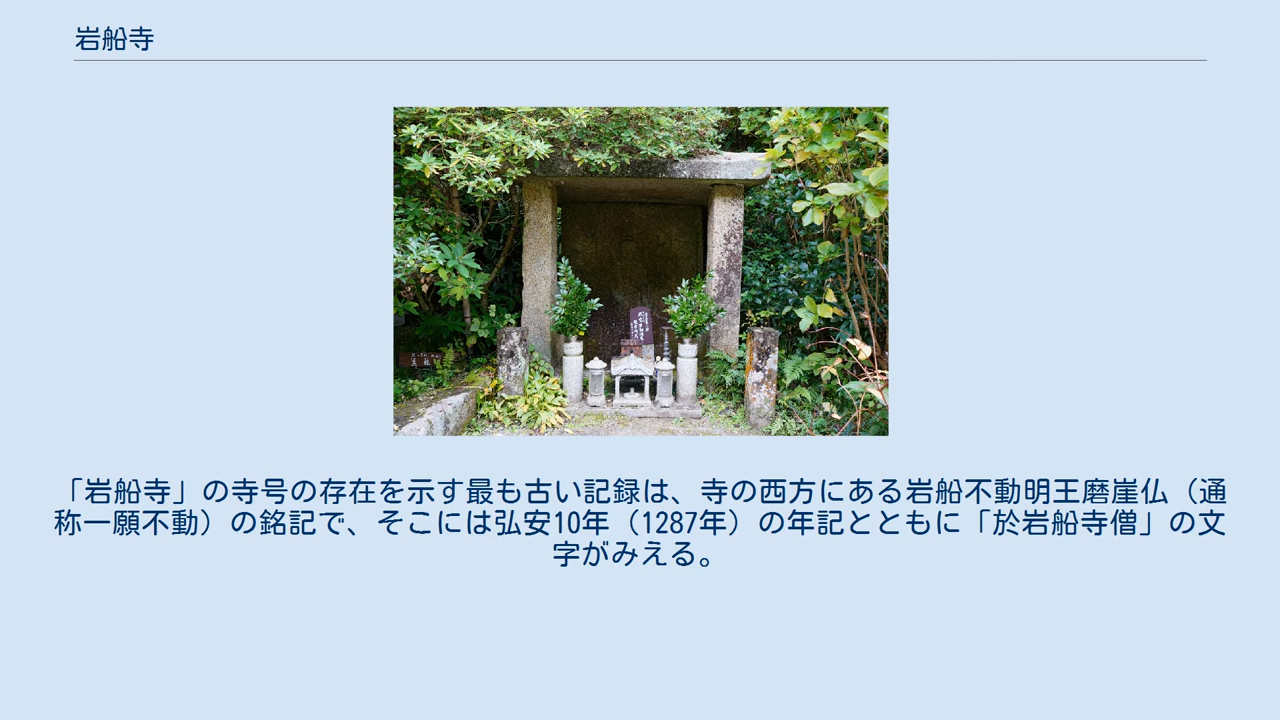 岩船寺
「岩船寺」の寺号の存在を示す最も古い記録は、寺の西方にある岩船不動明王磨崖仏（通
称一願不動）の銘記で、そこには弘安10年（1287年）の年記とともに「於岩船寺僧」の文
字がみえる。